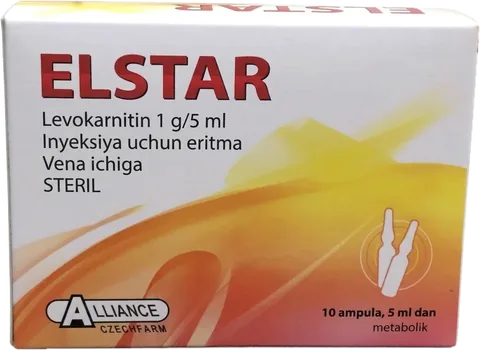 ELSTAR
ELSTAR
Levokarnitin 1 g/5 ml
Inyeksiya uchun eritma
Vena ichiga
STERIL
10 ampula, 5 ml dan
metabolik
ALLIANCE
CZECHFARM